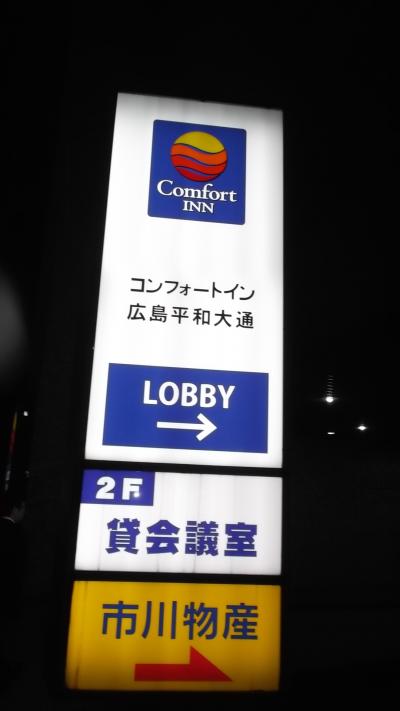 Comfort
INN
コンフォートイン
広島平和大通
LOBBY
→
2F
貸会議室
市川物産